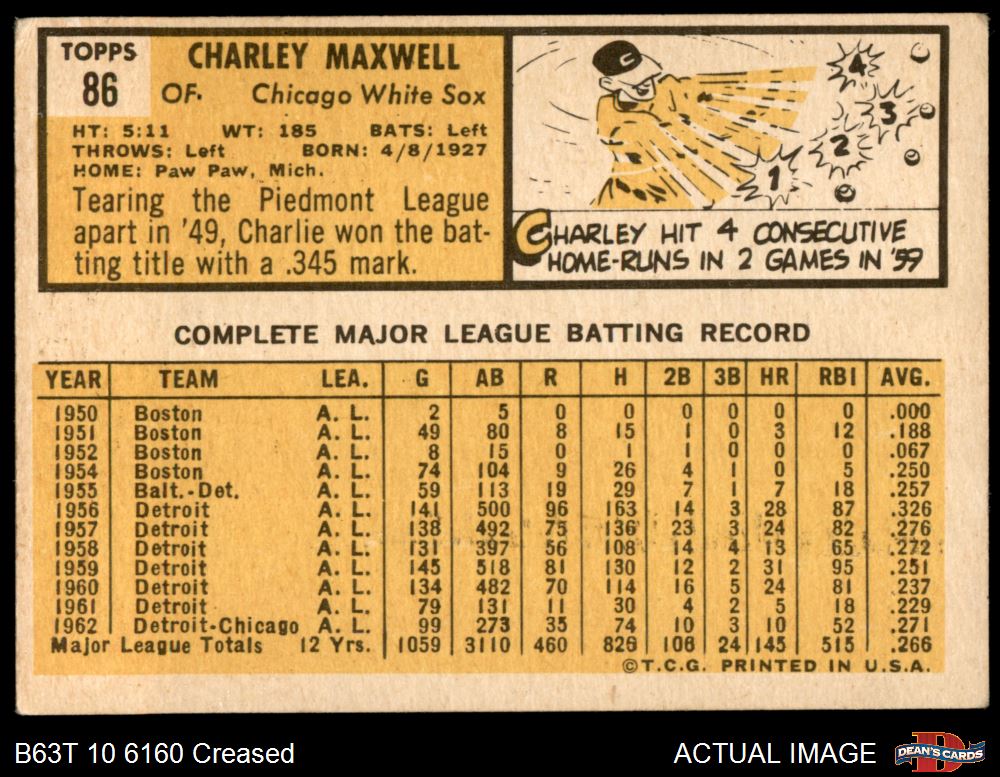 TOPPS
86
CHARLEY MAXWELL
OF- Chicago White Sox
HT: 5:11 WT: 185 BATS: Left
THROWS: Left BORN: 4/8/1927
HOME: Paw Paw, Mich.
Tearing the Piedmont League
apart in '49, Charlie won the bat-
ting title with a .345 mark.
C
1
2
3
4
CHARLEY HIT 4 CONSECUTIVE
HOME-RUNS IN 2 GAMES IN '59
COMPLETE MAJOR LEAGUE BATTING RECORD
YEAR TEAM LEA. G AB R H 2B 3B HR RBI AVG.
1950 Boston A. L. 2 5 0 0 0 0 0 0 .000
1951 Boston A. L. 49 80 8 15 1 0 3 12 .188
1952 Boston A. L. 8 15 0 1 1 0 0 0 .067
1954 Boston A. L. 74 104 9 26 4 1 0 5 .250
1955 Balt.-Det. A. L. 59 113 19 29 7 1 7 18 .257
1956 Detroit A. L. 141 500 96 163 14 3 28 87 .326
1957 Detroit A. L. 138 492 75 136 23 3 24 82 .276
1958 Detroit A. L. 131 397 56 108 14 4 13 65 .272
1959 Detroit A. L. 145 518 81 130 12 2 31 95 .251
1960 Detroit A. L. 134 482 70 114 16 5 24 81 .237
1961 Detroit A. L. 79 131 11 30 4 2 5 18 .229
1962 Detroit-Chicago A. L. 99 273 35 74 10 3 10 52 .271
Major League Totals 12 Yrs. 1059 3110 460 826 106 24 145 515 .266
©T.C.G. PRINTED IN U.S.A.
B63T 10 6160 Creased
ACTUAL IMAGE
DEAN'S CARDS